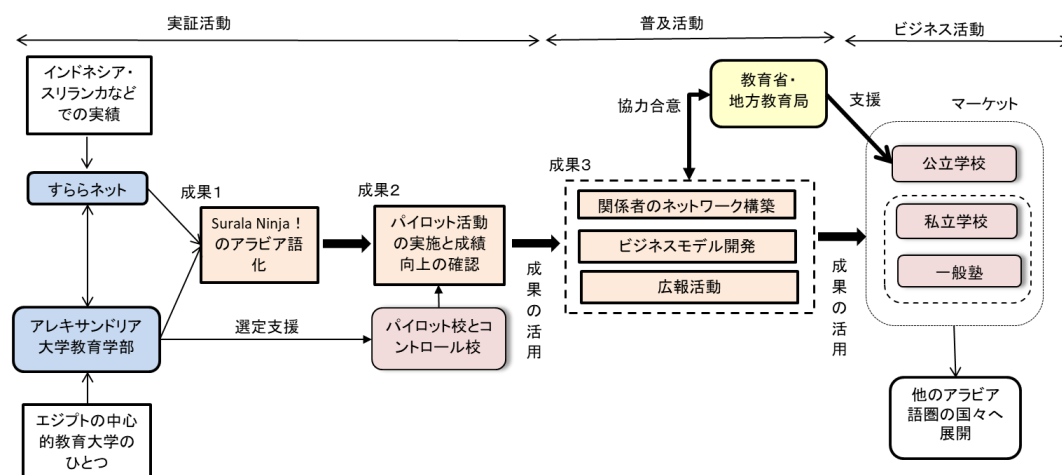 実証活動
普及活動
ビジネス活動
インドネシア・
スリランカなど
での実績
すららネット
アレキサンドリア
大学教育学部
エジプトの中心
的教育大学の
ひとつ
成果1
Surala Ninja！
のアラビア語
化
選定支援
成果2
パイロット活動
の実施と成績
向上の確認
パイロット校とコ
ントロール校
成果の活用
成果3
協力合意
教育省・
地方教育局
関係者のネットワーク構築
ビジネスモデル開発
広報活動
支援
成果の活用
マーケット
公立学校
私立学校
一般塾
他のアラビア
語圏の国々へ
展開